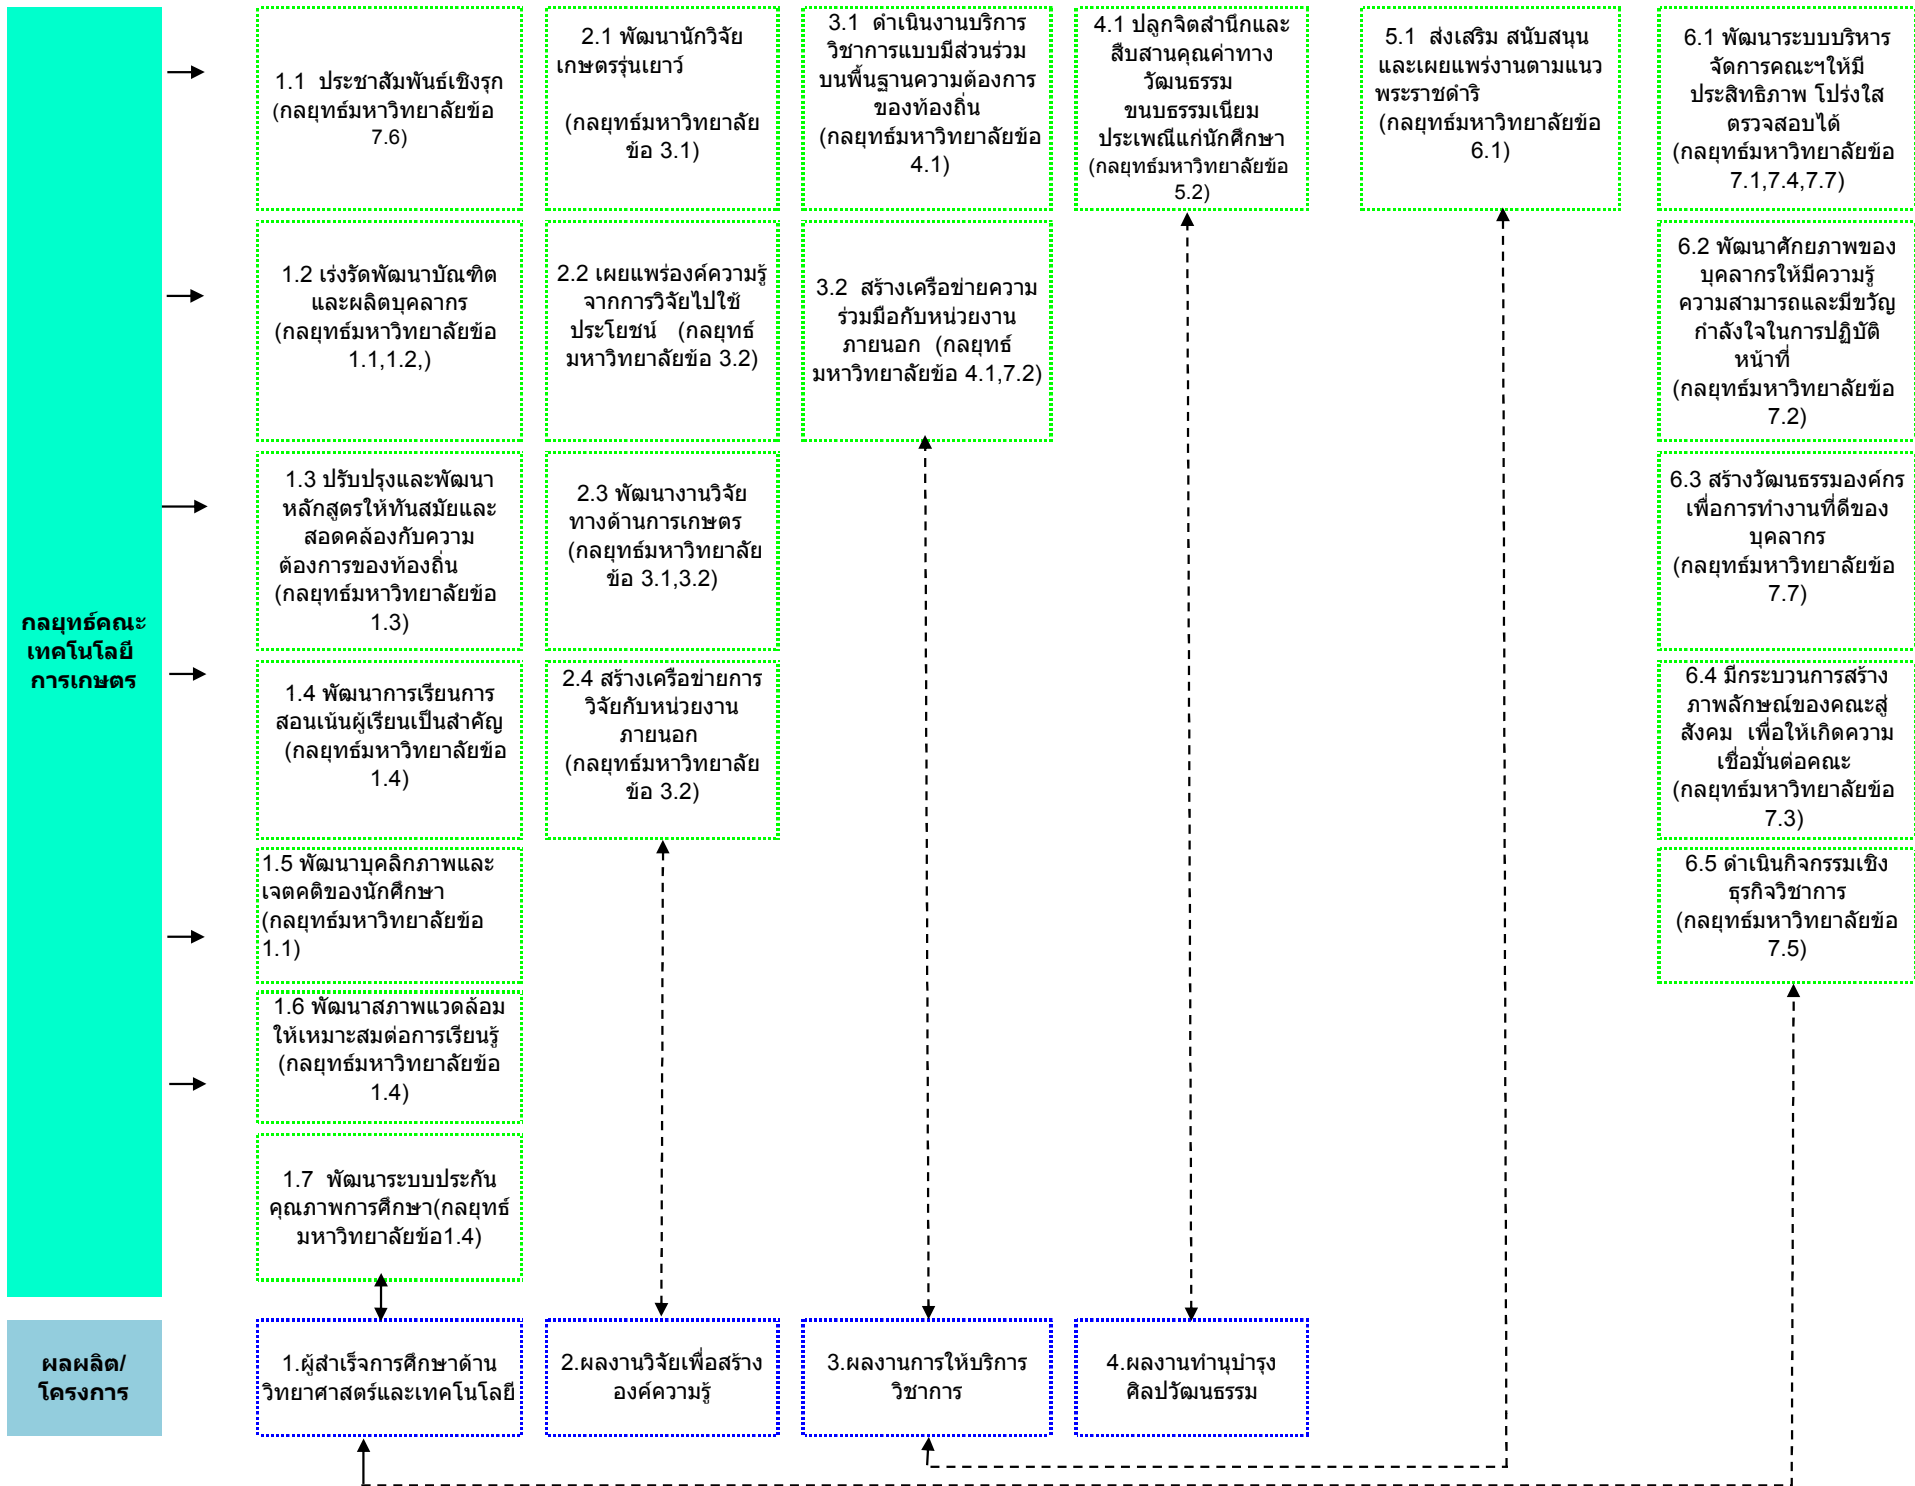 กลยุทธ์คณะ
เทคโนโลยี
การเกษตร
1.1 ประชาสัมพันธ์เชิงรุก
(กลยุทธ์มหาวิทยาลัยข้อ
7.6)
2.1 พัฒนานักวิจัย
เกษตรรุ่นเยาว์
(กลยุทธ์มหาวิทยาลัย
ข้อ 3.1)
3.1 ดำเนินงานบริการ
วิชาการแบบมีส่วนร่วม
บนพื้นฐานความต้องการ
ของท้องถิ่น
(กลยุทธ์มหาวิทยาลัยข้อ
4.1)
4.1 ปลูกจิตสำนึกและ
สืบสานคุณค่าทาง
วัฒนธรรม
ขนบธรรมเนียม
ประเพณีแก่นักศึกษา
(กลยุทธ์มหาวิทยาลัยข้อ
5.2)
5.1 ส่งเสริม สนับสนุน
และเผยแพร่งานตามแนว
พระราชดำริ
(กลยุทธ์มหาวิทยาลัยข้อ
6.1)
6.1 พัฒนาระบบบริหาร
จัดการคณะฯให้มี
ประสิทธิภาพ โปร่งใส
ตรวจสอบได้
(กลยุทธ์มหาวิทยาลัยข้อ
7.1,7.4,7.7)
1.2 เร่งรัดพัฒนาบัณฑิต
และผลิตบุคลากร
(กลยุทธ์มหาวิทยาลัยข้อ
1.1,1.2,)
2.2 เผยแพร่องค์ความรู้
จากการวิจัยไปใช้
ประโยชน์ (กลยุทธ์
มหาวิทยาลัยข้อ 3.2)
3.2 สร้างเครือข่ายความ
ร่วมมือกับหน่วยงาน
ภายนอก (กลยุทธ์
มหาวิทยาลัยข้อ 4.1,7.2)
6.2 พัฒนาศักยภาพของ
บุคลากรให้มีความรู้
ความสามารถและมีขวัญ
กำลังใจในการปฏิบัติ
หน้าที่
(กลยุทธ์มหาวิทยาลัยข้อ
7.2)
1.3 ปรับปรุงและพัฒนา
หลักสูตรให้ทันสมัยและ
สอดคล้องกับความ
ต้องการของท้องถิ่น
(กลยุทธ์มหาวิทยาลัยข้อ
1.3)
2.3 พัฒนางานวิจัย
ทางด้านการเกษตร
(กลยุทธ์มหาวิทยาลัย
ข้อ 3.1,3.2)
6.3 สร้างวัฒนธรรมองค์กร
เพื่อการทำงานที่ดีของ
บุคลากร
(กลยุทธ์มหาวิทยาลัยข้อ
7.7)
1.4 พัฒนาการเรียนการ
สอนเน้นผู้เรียนเป็นสำคัญ
(กลยุทธ์มหาวิทยาลัยข้อ
1.4)
2.4 สร้างเครือข่ายการ
วิจัยกับหน่วยงาน
ภายนอก
(กลยุทธ์มหาวิทยาลัย
ข้อ 3.2)
6.4 มีกระบวนการสร้าง
ภาพลักษณ์ของคณะสู่
สังคม เพื่อให้เกิดความ
เชื่อมั่นต่อคณะ
(กลยุทธ์มหาวิทยาลัยข้อ
7.3)
1.5 พัฒนาบุคลิกภาพและ
เจตคติของนักศึกษา
(กลยุทธ์มหาวิทยาลัยข้อ
1.1)
6.5 ดำเนินกิจกรรมเชิง
ธุรกิจวิชาการ
(กลยุทธ์มหาวิทยาลัยข้อ
7.5)
1.6 พัฒนาสภาพแวดล้อม
ให้เหมาะสมต่อการเรียนรู้
(กลยุทธ์มหาวิทยาลัยข้อ
1.4)
1.7 พัฒนาระบบประกัน
คุณภาพการศึกษา(กลยุทธ์
มหาวิทยาลัยข้อ1.4)
ผลผลิต/
โครงการ
1.ผู้สำเร็จการศึกษาด้าน
วิทยาศาสตร์และเทคโนโลยี
2.ผลงานวิจัยเพื่อสร้าง
องค์ความรู้
3.ผลงานการให้บริการ
วิชาการ
4.ผลงานทำนุบำรุง
ศิลปวัฒนธรรม